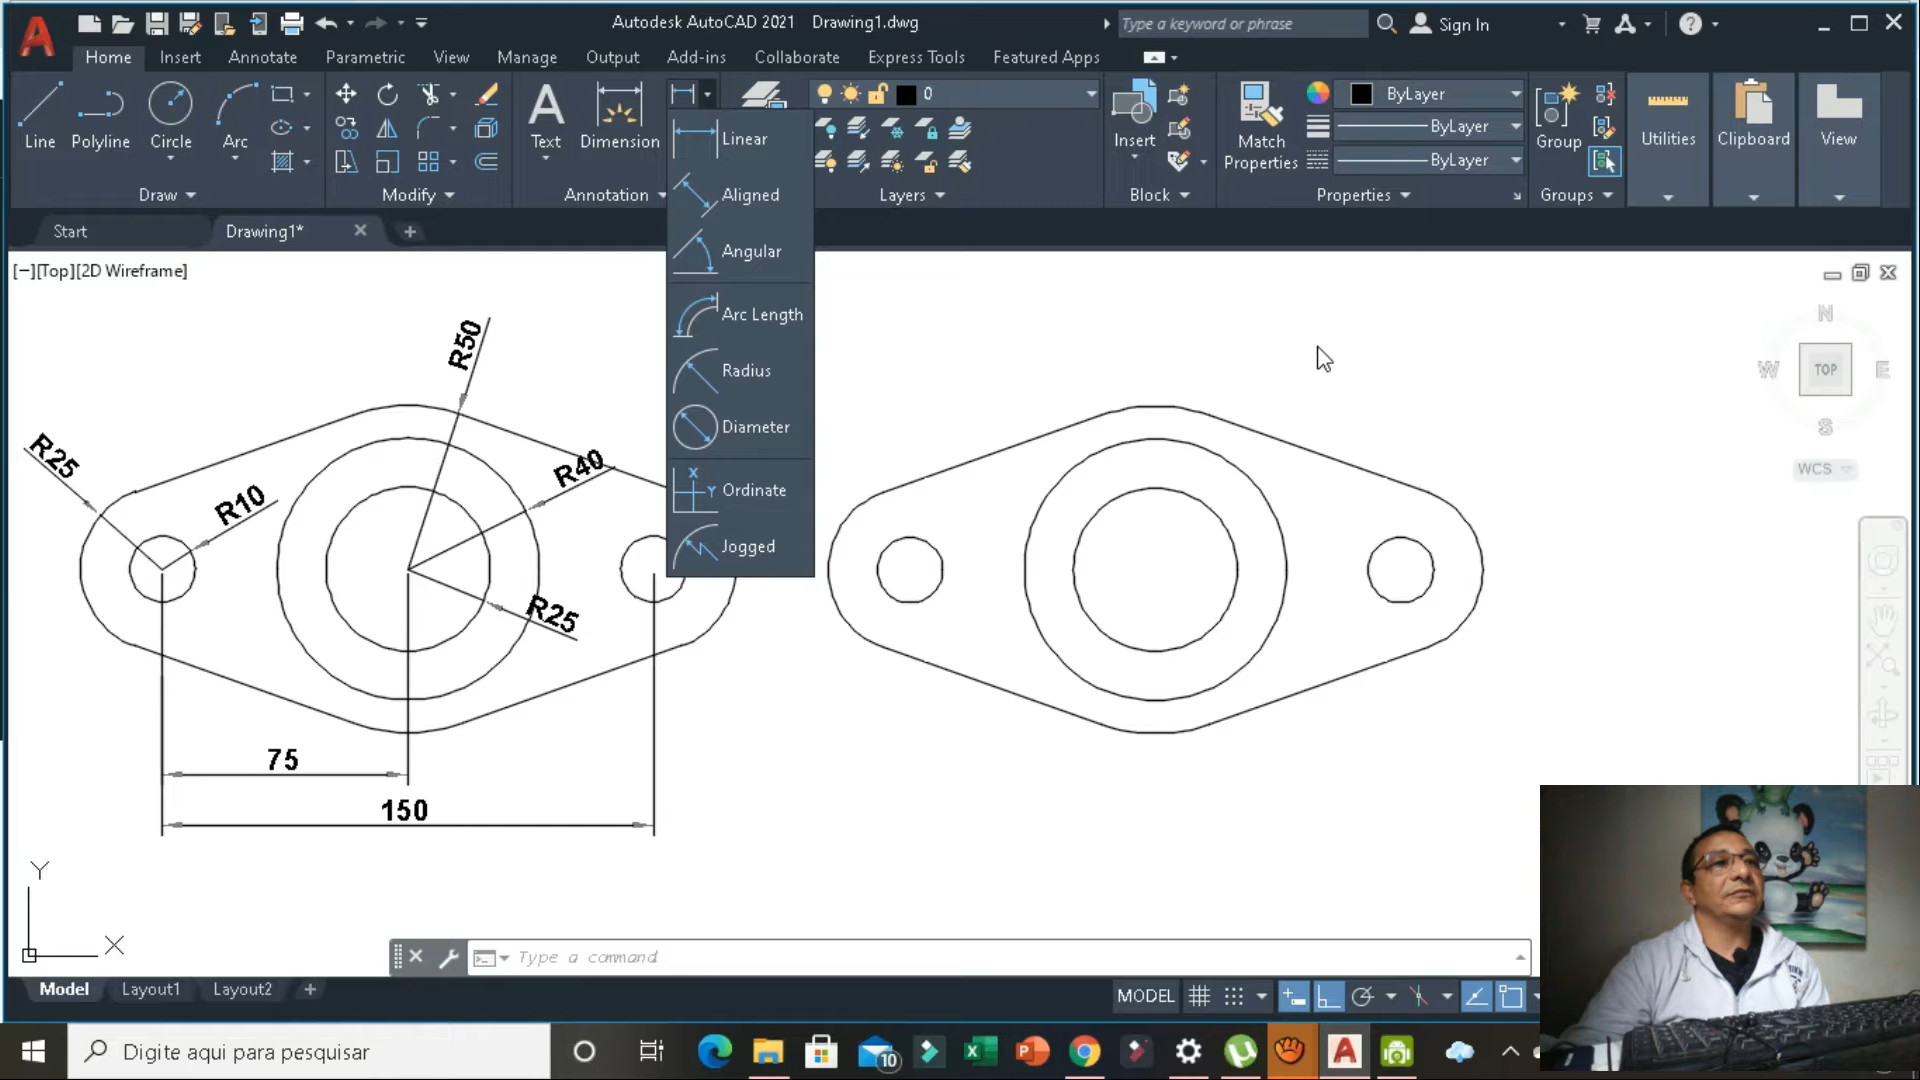 Autodesk AutoCAD 2021 Drawing1.dwg
Type a keyword or phrase
Sign In
Home Insert Annotate Parametric View Manage Output Add-ins Collaborate Express Tools Featured Apps
Line Polyline Circle Arc
Draw
Modify
Text Dimension
Annotation
Linear
Aligned
Angular
Arc Length
Radius
Diameter
X
Y
Ordinate
Jogged
0
Layers
Insert
Block
Match
Properties
ByLayer
ByLayer
ByLayer
Properties
Group
Groups
Utilities
Clipboard
View
Start Drawing1*
[−][Top][2D Wireframe]
N
W TOP E
S
WCS
R50
R25
R10
R40
R25
75
150
Y
X
Type a command
Model Layout1 Layout2
MODEL
Digite aqui para pesquisar
10